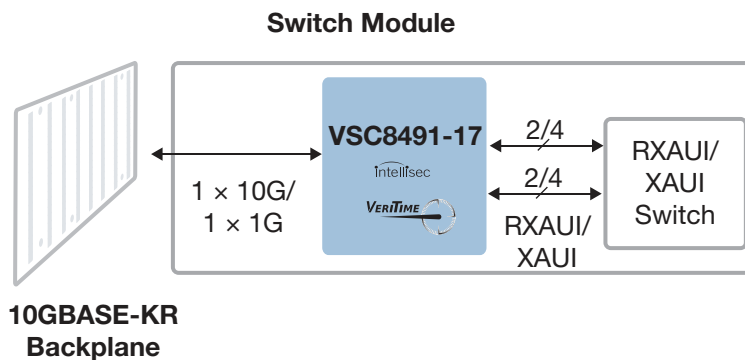 Switch Module
VSC8491-17
intellisec
VERITIME
1 × 10G/
1 × 1G
2/4
2/4
RXAUI/
XAUI
RXAUI/
XAUI
Switch
10GBASE-KR
Backplane